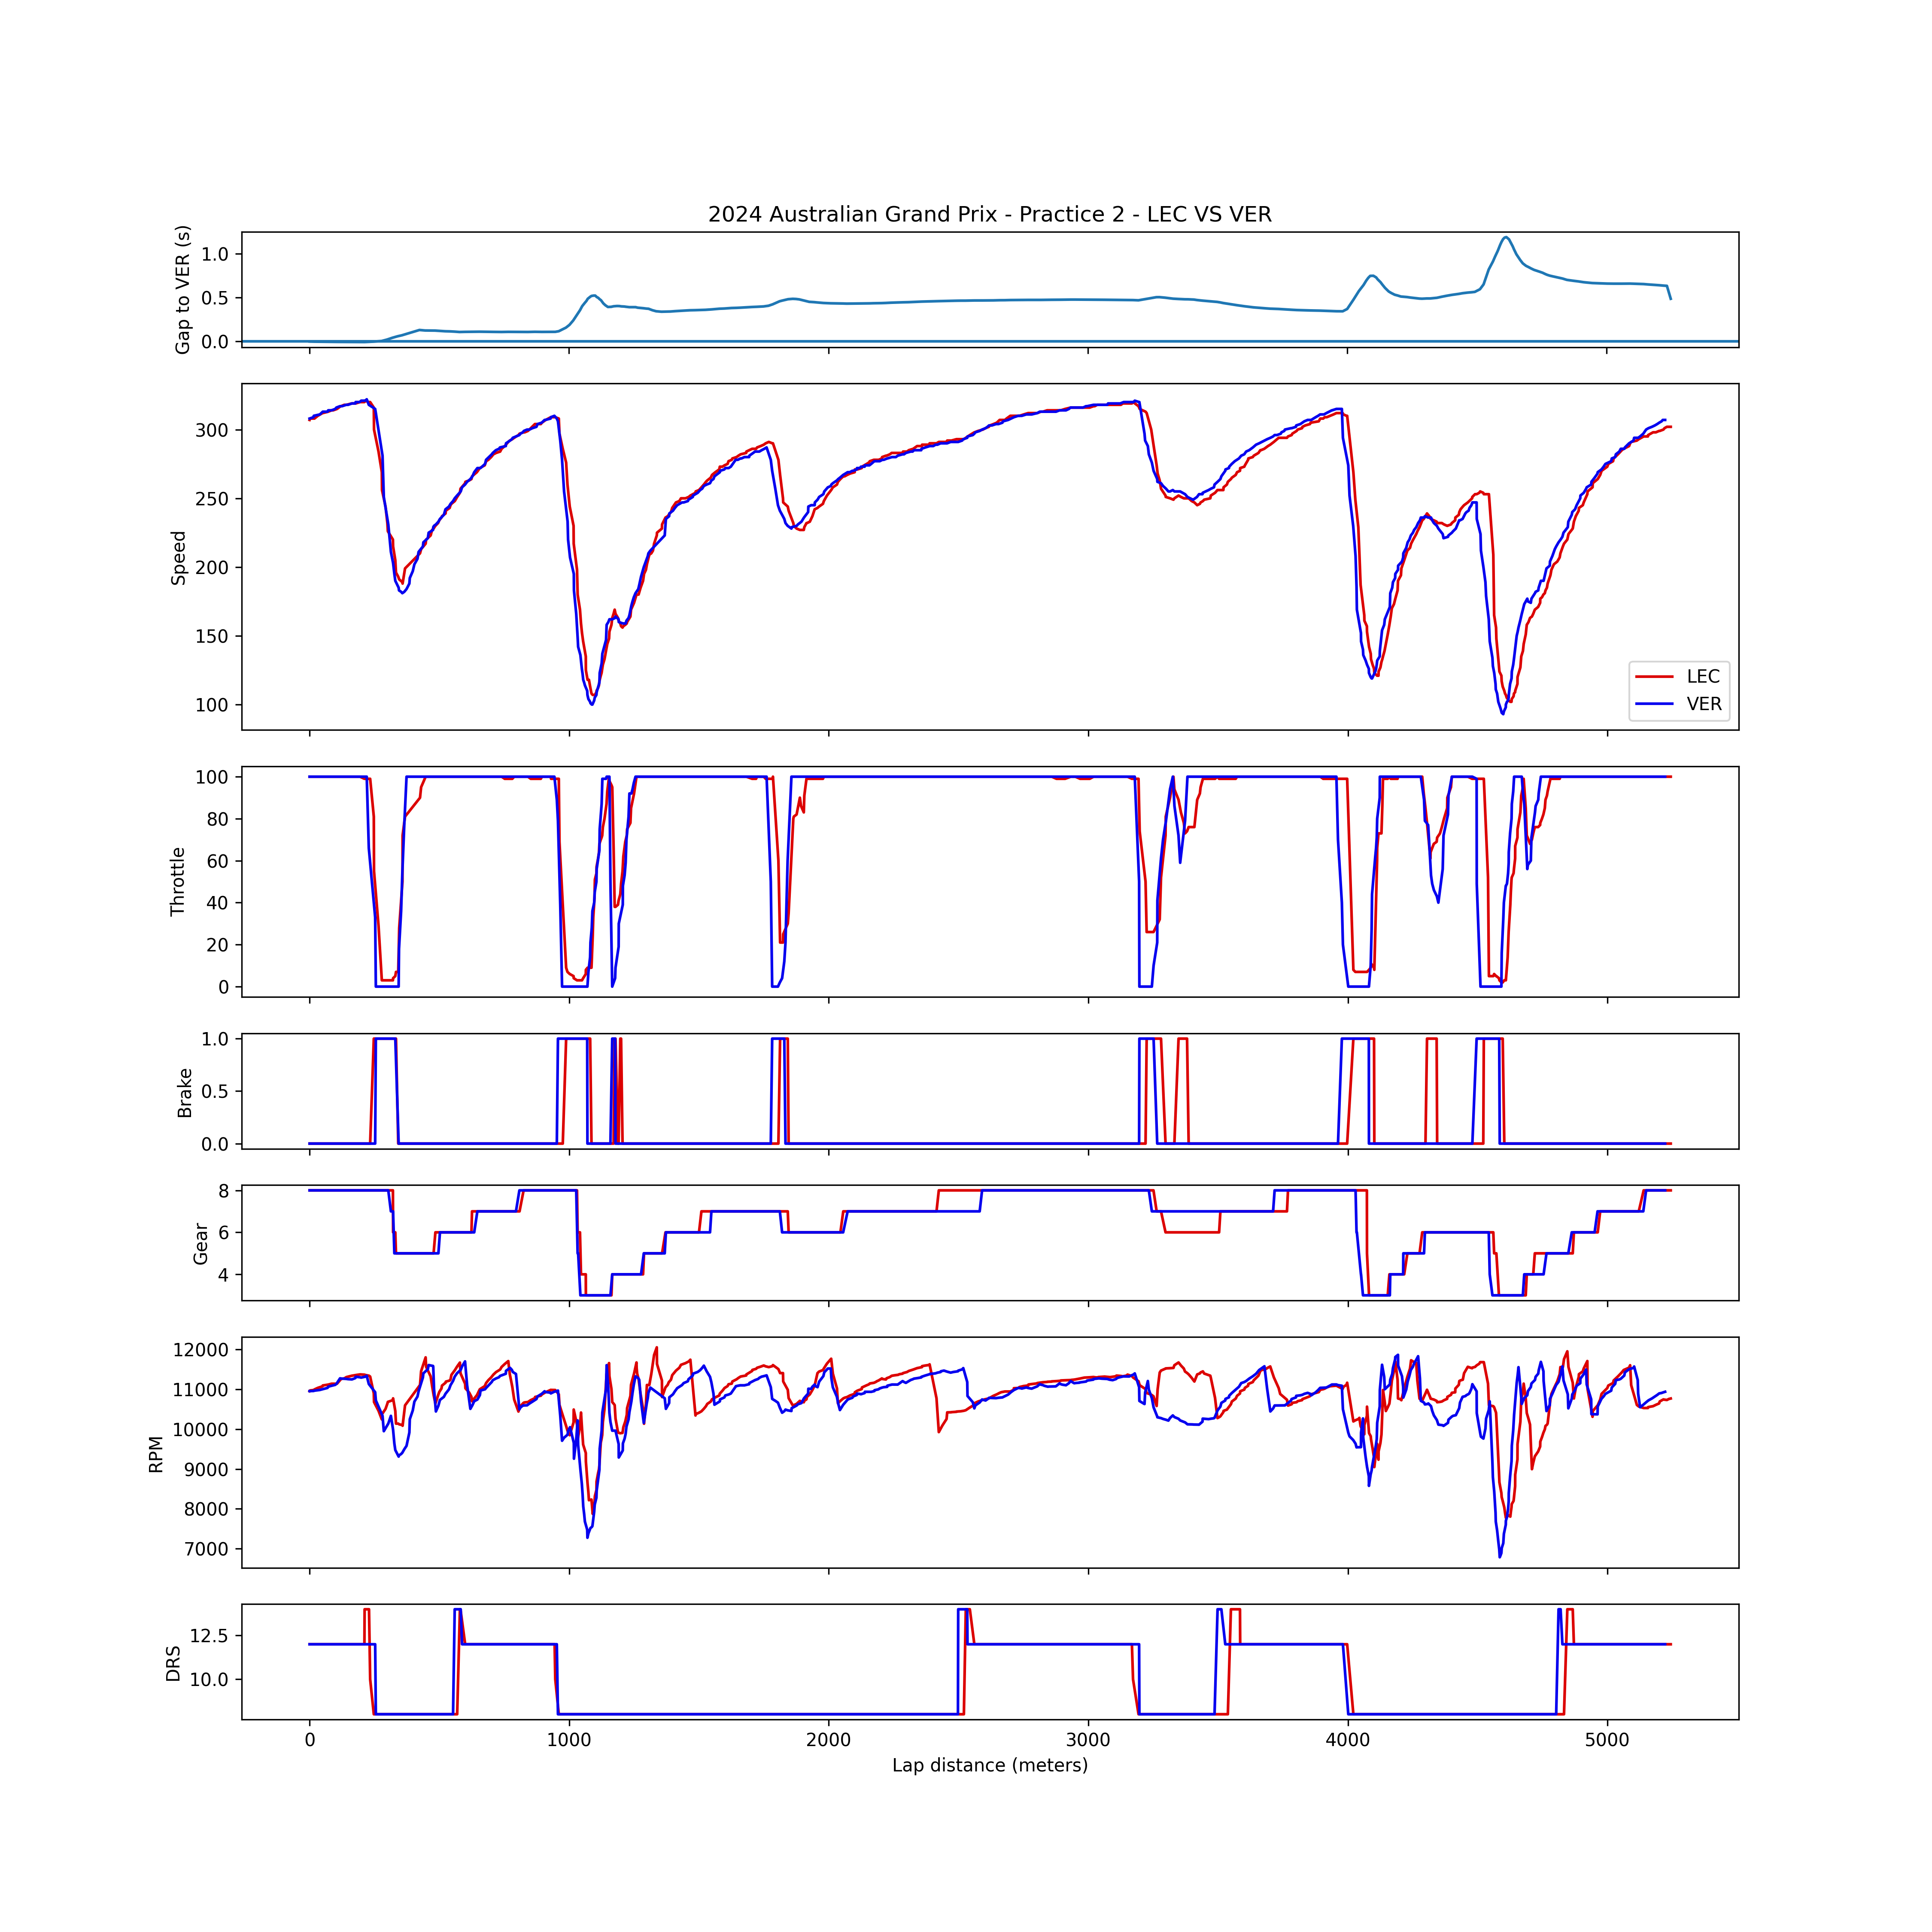 2024 Australian Grand Prix - Practice 2 - LEC VS VER
Gap to VER (s)
1.0
0.5
0.0
Speed
300
250
200
150
100
LEC
VER
Throttle
100
80
60
40
20
0
Brake
1.0
0.5
0.0
Gear
8
6
4
RPM
12000
11000
10000
9000
8000
7000
DRS
12.5
10.0
0 1000 2000 3000 4000 5000
Lap distance (meters)